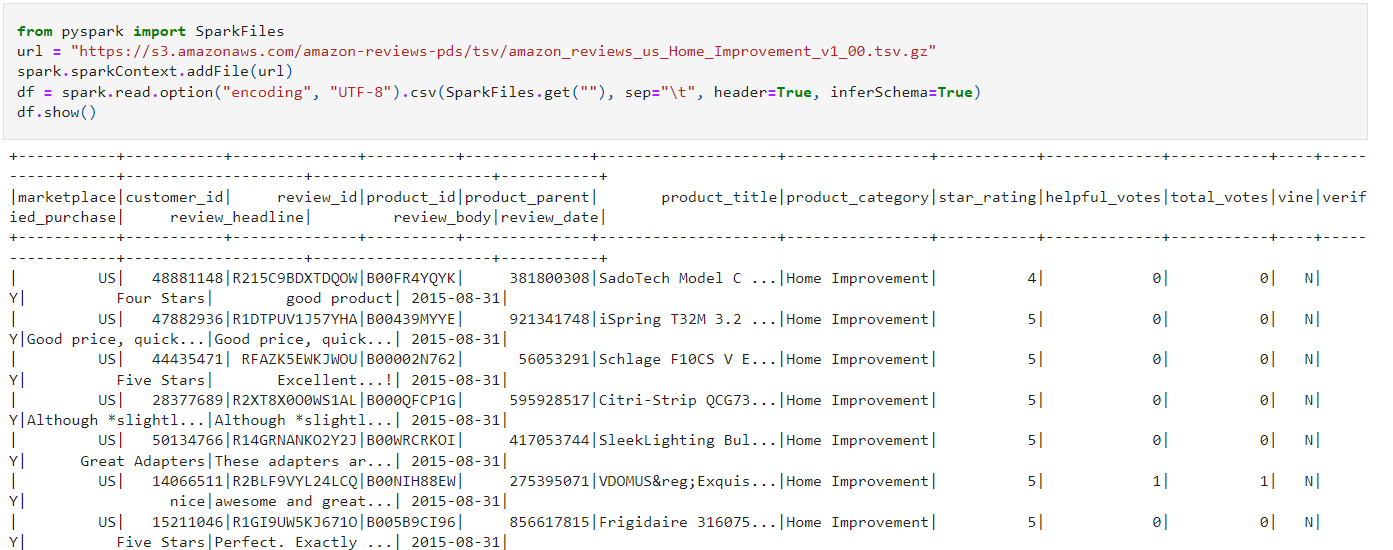 from pyspark import SparkFiles
url = "https://s3.amazonaws.com/amazon-reviews-pds/tsv/amazon_reviews_us_Home_Improvement_v1_00.tsv.gz"
spark.sparkContext.addFile(url)
df = spark.read.option("encoding", "UTF-8").csv(SparkFiles.get(""), sep="\t", header=True, inferSchema=True)
df.show()
+-----------+-----------+--------------+----------+--------------+--------------------+----------------+-----------+-------------+-----------+----+-----
------------+--------------------+--------------------+-----------+
|marketplace|customer_id|     review_id|product_id|product_parent|       product_title|product_category|star_rating|helpful_votes|total_votes|vine|verif
ied_purchase|     review_headline|         review_body|review_date|
+-----------+-----------+--------------+----------+--------------+--------------------+----------------+-----------+-------------+-----------+----+-----
------------+--------------------+--------------------+-----------+
|         US|   48881148|R215C9BDXTDQOW|B00FR4YQYK|     381800308|SadoTech Model C ...|Home Improvement|          4|            0|          0|   N|
Y|          Four Stars|        good product| 2015-08-31|
|         US|   47882936|R1DTPUV1J57YHA|B00439MYYE|     921341748|iSpring T32M 3.2 ...|Home Improvement|          5|            0|          0|   N|
Y|Good price, quick...|Good price, quick...| 2015-08-31|
|         US|   44435471| RFAZK5EWKJWOU|B00002N762|      56053291|Schlage F10CS V E...|Home Improvement|          5|            0|          0|   N|
Y|          Five Stars|       Excellent...!| 2015-08-31|
|         US|   28377689|R2XT8X0O0WS1AL|B000QFCP1G|     595928517|Citri-Strip QCG73...|Home Improvement|          5|            0|          0|   N|
Y|Although *slightl...|Although *slightl...| 2015-08-31|
|         US|   50134766|R14GRNANKO2Y2J|B00WRCRKOI|     417053744|SleekLighting Bul...|Home Improvement|          5|            0|          0|   N|
Y|      Great Adapters|These adapters ar...| 2015-08-31|
|         US|   14066511|R2BLF9VYL24LCQ|B00NIH88EW|     275395071|VDOMUS&reg;Exquis...|Home Improvement|          5|            1|          1|   N|
Y|                nice|awesome and great...| 2015-08-31|
|         US|   15211046|R1GI9UW5KJ671O|B005B9CI96|     856617815|Frigidaire 316075...|Home Improvement|          5|            0|          0|   N|
Y|          Five Stars|Perfect. Exactly ...| 2015-08-31|